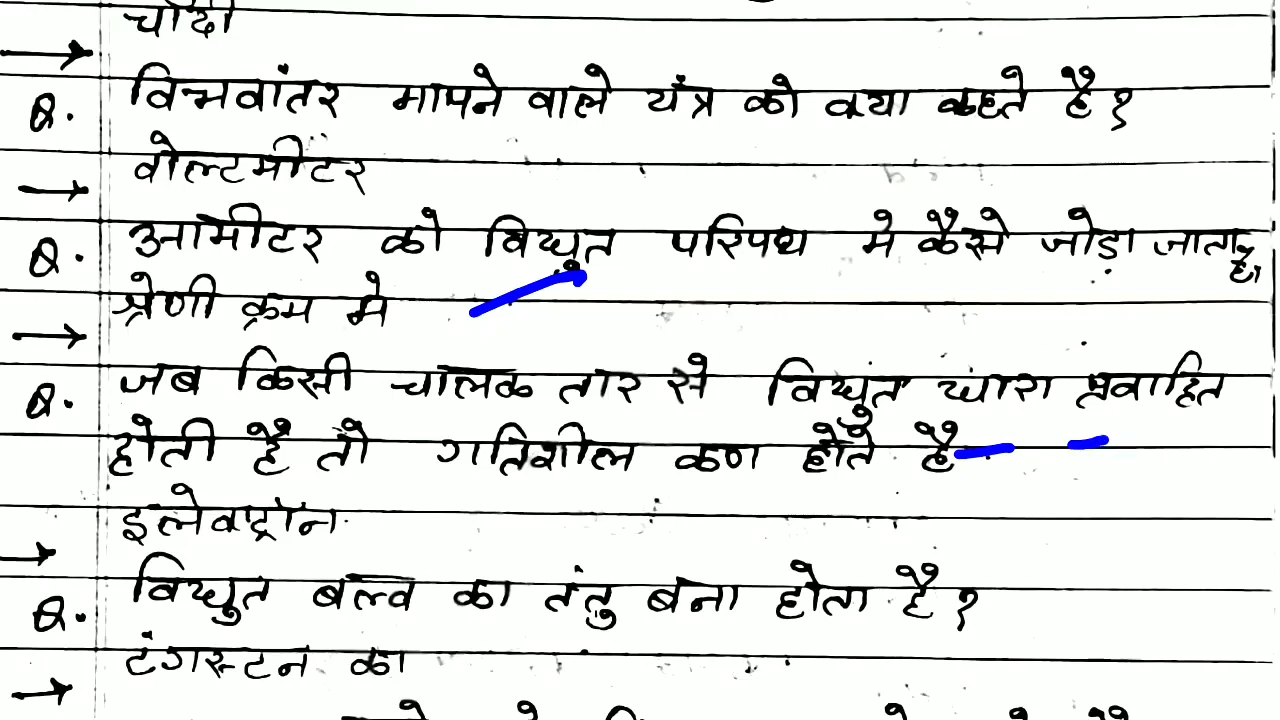 चाँदी
→
Q. विभवांतर मापने वाले यंत्र को क्या कहते है?
→ वोल्टमीटर
Q. आमीटर को विद्युत परिपथ मे कैसे जोड़ा जाता है,
→ श्रेणी क्रम मे
Q. जब किसी चालक तार से विद्युत धारा प्रवाहित
होती है तो गतिशील कण होते है
→ इलेक्ट्रॉन
Q. विद्युत बल्व का तंतु बना होता है?
→ टंगस्टन का